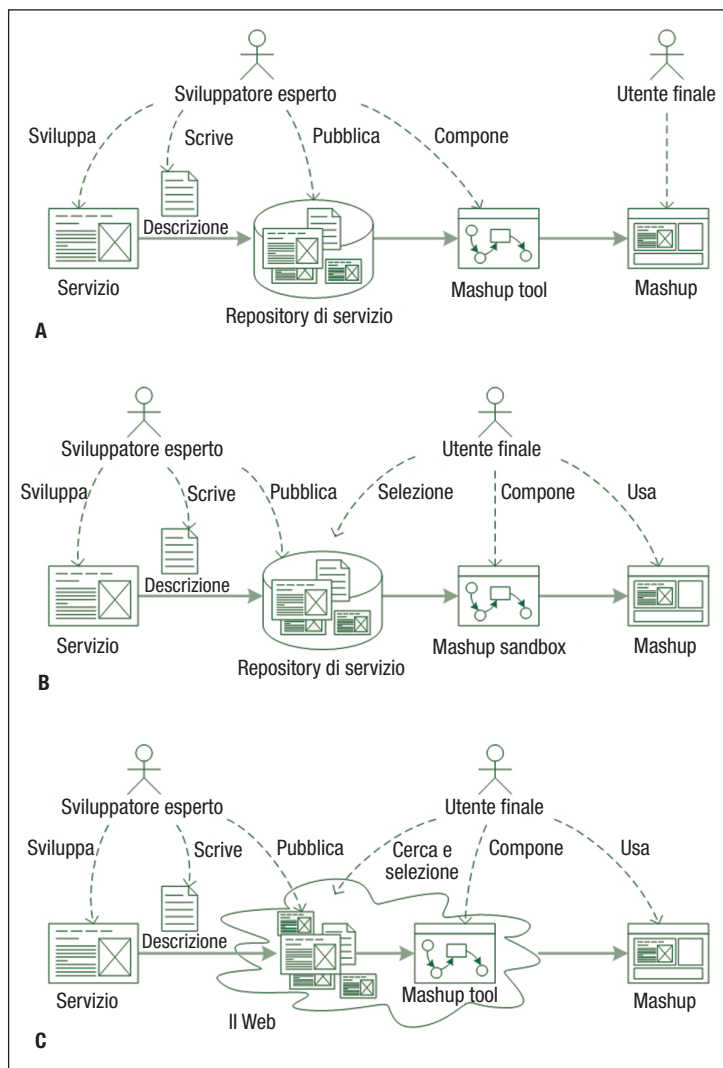 Sviluppatore esperto
Utente finale
Sviluppa
Scrive
Pubblica
Compone
Descrizione
Servizio
Repository di servizio
Mashup tool
Mashup
A
Sviluppatore esperto
Utente finale
Sviluppa
Scrive
Pubblica
Selezione
Compone
Usa
Descrizione
Servizio
Repository di servizio
Mashup sandbox
Mashup
B
Sviluppatore esperto
Utente finale
Sviluppa
Scrive
Pubblica
Cerca e
selezione
Compone
Usa
Descrizione
Servizio
Il Web
Mashup tool
Mashup
C